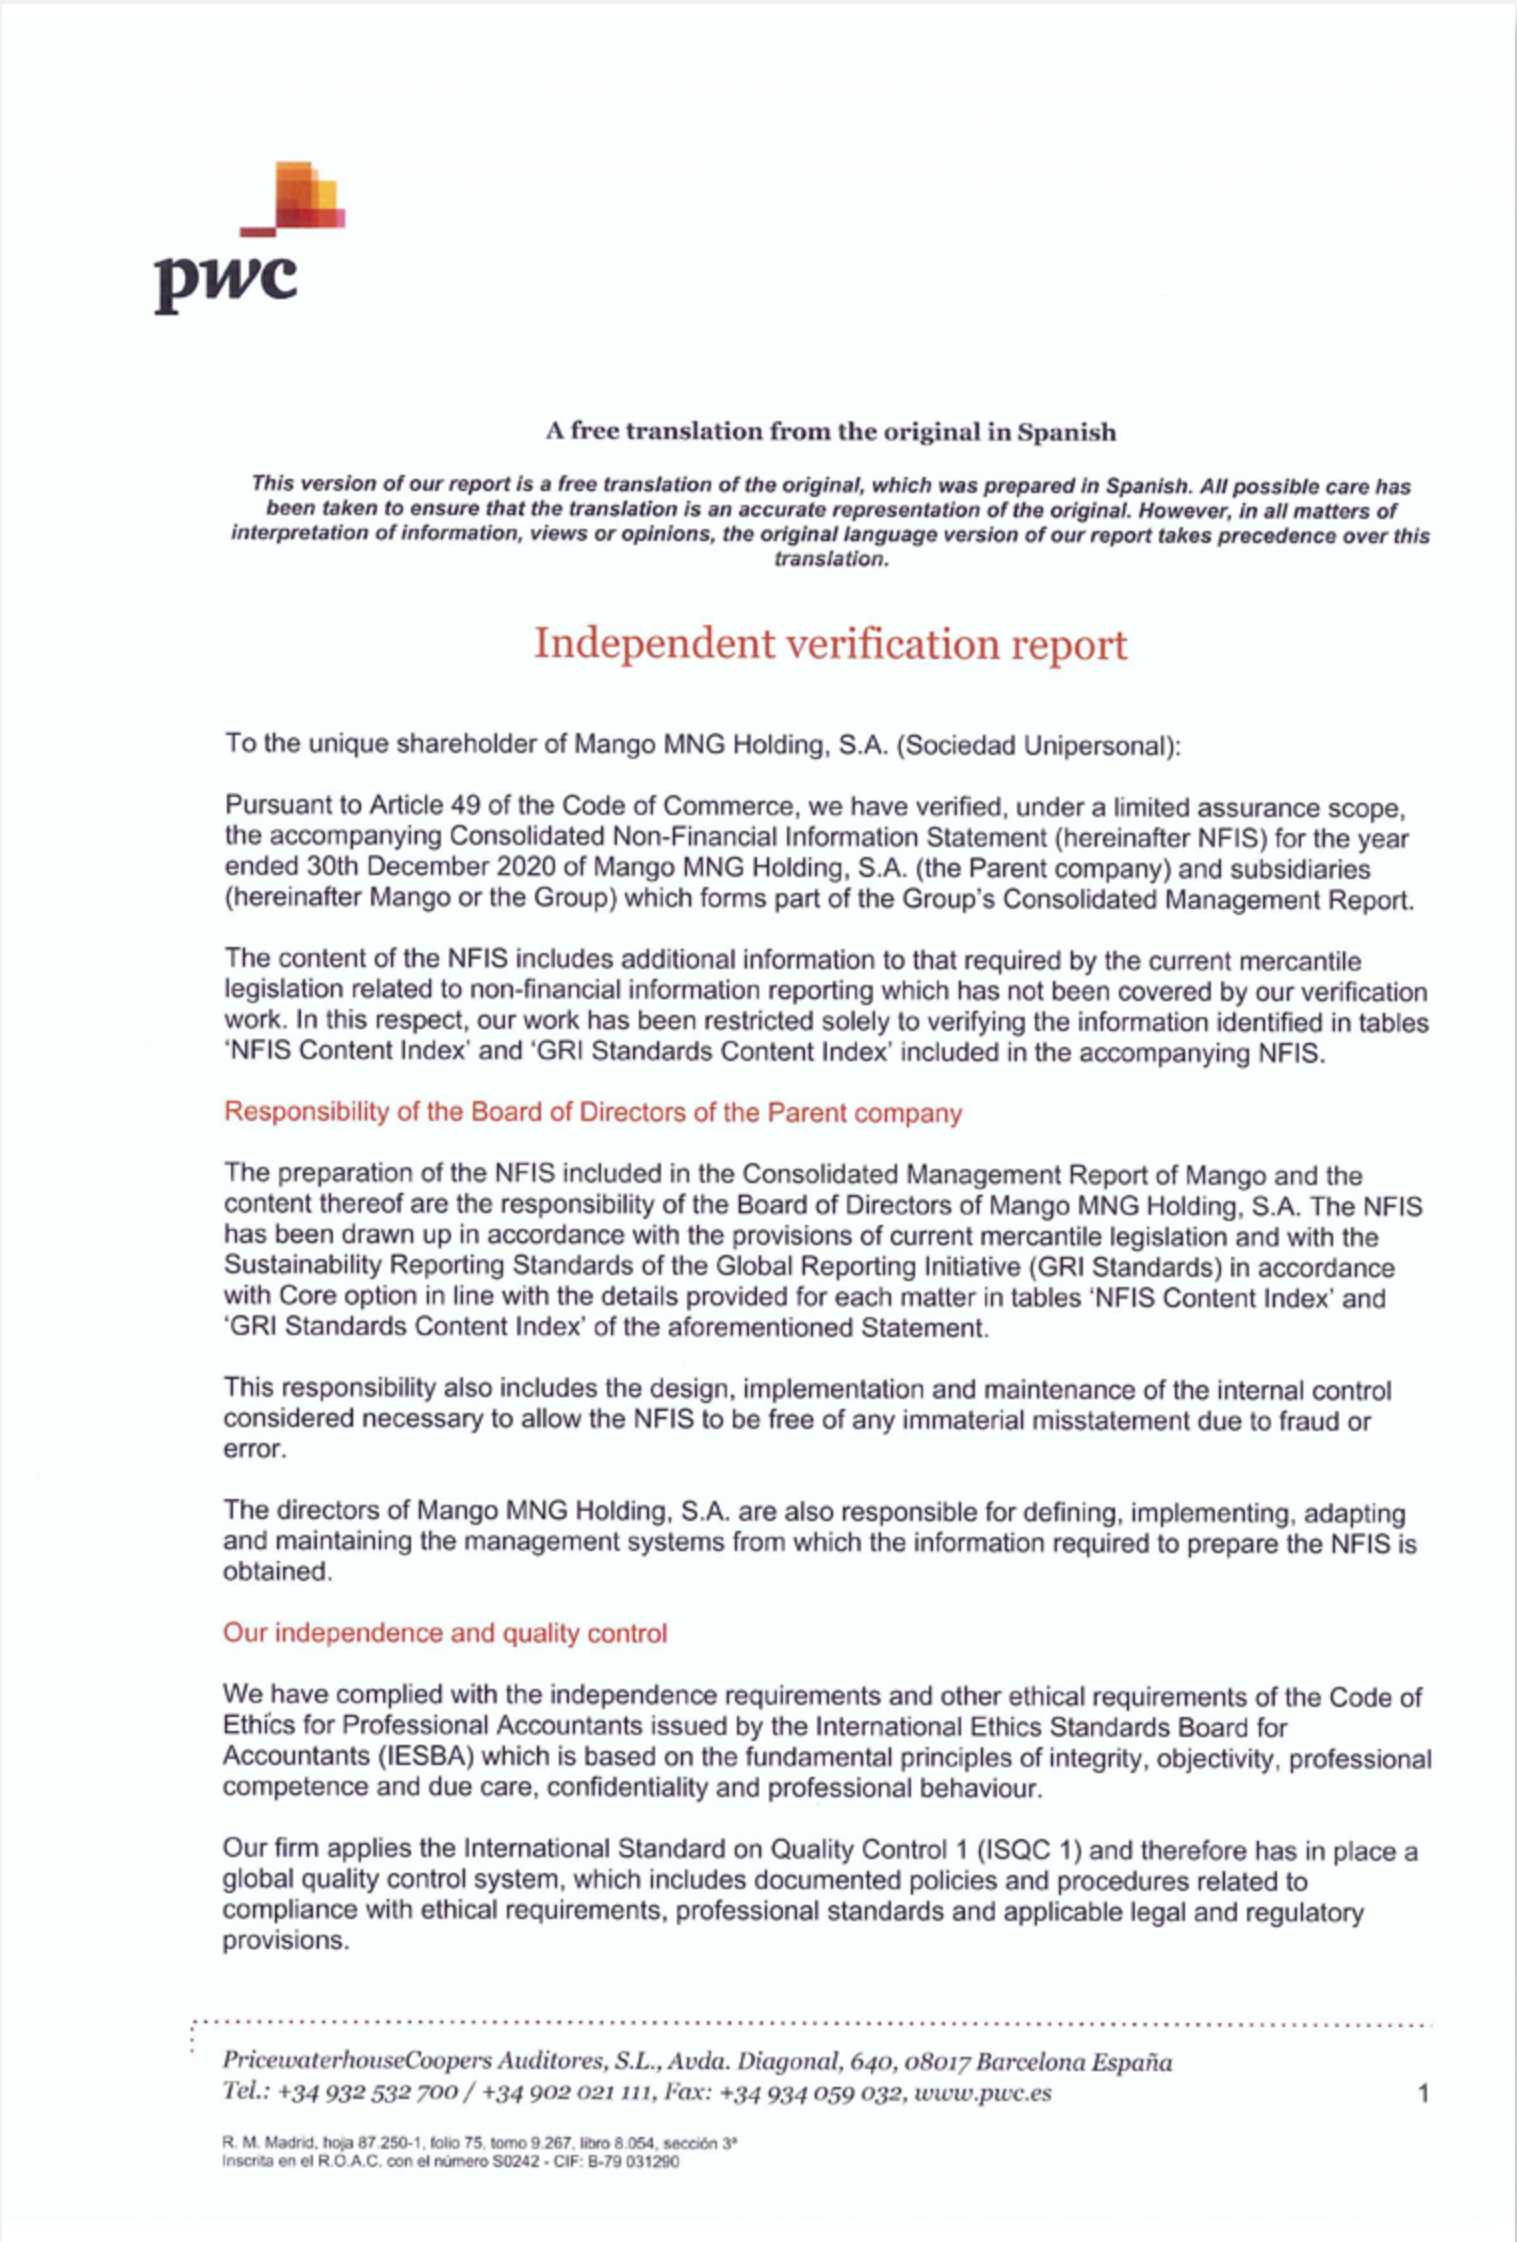 pwc
A free translation from the original in Spanish
This version of our report is a free translation of the original, which was prepared in Spanish. All possible care has
been taken to ensure that the translation is an accurate representation of the original. However, in all matters of
interpretation of information, views or opinions, the original language version of our report takes precedence over this
translation.
Independent verification report
To the unique shareholder of Mango MNG Holding, S.A. (Sociedad Unipersonal):
Pursuant to Article 49 of the Code of Commerce, we have verified, under a limited assurance scope,
the accompanying Consolidated Non-Financial Information Statement (hereinafter NFIS) for the year
ended 30th December 2020 of Mango MNG Holding, S.A. (the Parent company) and subsidiaries
(hereinafter Mango or the Group) which forms part of the Group's Consolidated Management Report.
The content of the NFIS includes additional information to that required by the current mercantile
legislation related to non-financial information reporting which has not been covered by our verification
work. In this respect, our work has been restricted solely to verifying the information identified in tables
‘NFIS Content Index’ and ‘GRI Standards Content Index’ included in the accompanying NFIS.
Responsibility of the Board of Directors of the Parent company
The preparation of the NFIS included in the Consolidated Management Report of Mango and the
content thereof are the responsibility of the Board of Directors of Mango MNG Holding, S.A. The NFIS
has been drawn up in accordance with the provisions of current mercantile legislation and with the
Sustainability Reporting Standards of the Global Reporting Initiative (GRI Standards) in accordance
with Core option in line with the details provided for each matter in tables ‘NFIS Content Index’ and
‘GRI Standards Content Index’ of the aforementioned Statement.
This responsibility also includes the design, implementation and maintenance of the internal control
considered necessary to allow the NFIS to be free of any immaterial misstatement due to fraud or
error.
The directors of Mango MNG Holding, S.A. are also responsible for defining, implementing, adapting
and maintaining the management systems from which the information required to prepare the NFIS is
obtained.
Our independence and quality control
We have complied with the independence requirements and other ethical requirements of the Code of
Ethics for Professional Accountants issued by the International Ethics Standards Board for
Accountants (IESBA) which is based on the fundamental principles of integrity, objectivity, professional
competence and due care, confidentiality and professional behaviour.
Our firm applies the International Standard on Quality Control 1 (ISQC 1) and therefore has in place a
global quality control system, which includes documented policies and procedures related to
compliance with ethical requirements, professional standards and applicable legal and regulatory
provisions.
PricewaterhouseCoopers Auditores, S.L., Avda. Diagonal, 640, 08017 Barcelona España
Tel.: +34 932 532 700 / +34 902 021 111, Fax: +34 934 059 032, www.pwc.es
1
R. M. Madrid, hoja 87.250-1, folio 75, tomo 9.267, libro 8.054, sección 3ª
Inscrita en el R.O.A.C. con el número S0242 - CIF: B-79 031290